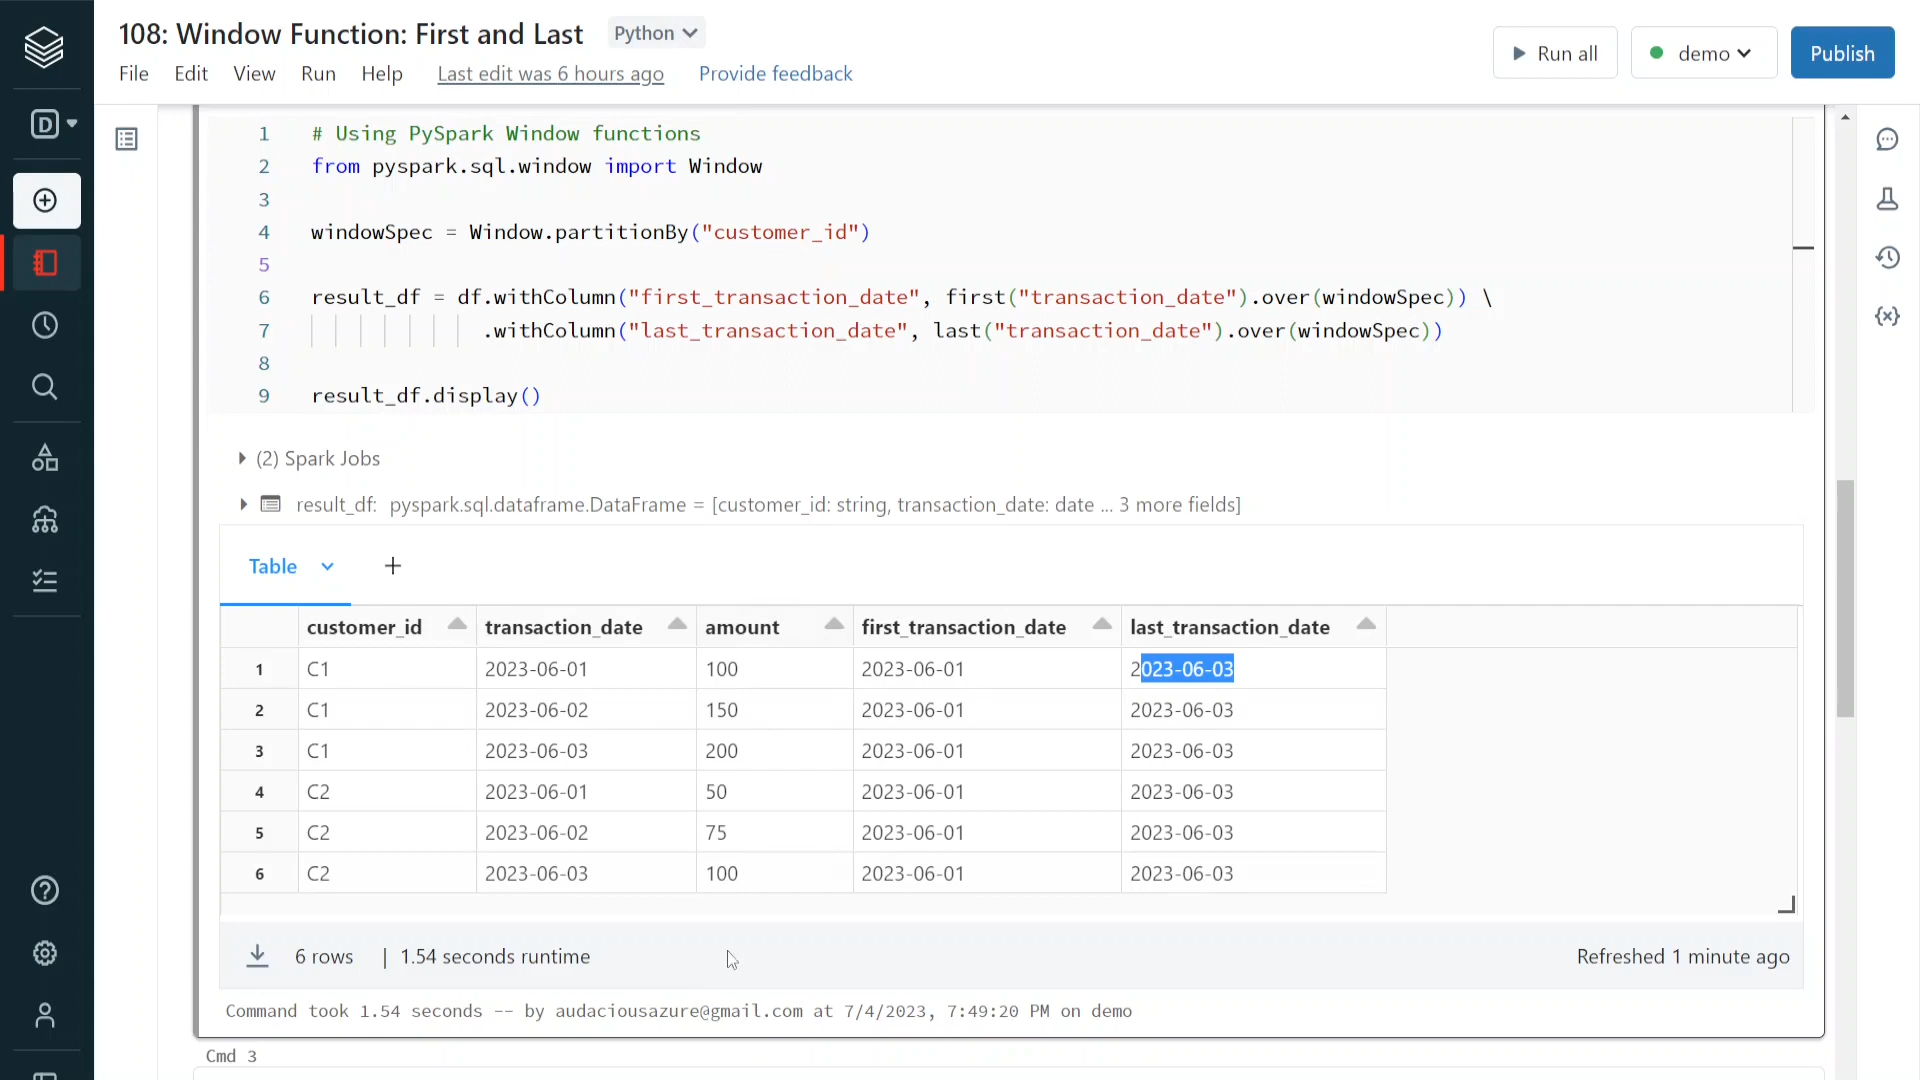 108: Window Function: First and Last
Python
File Edit View Run Help Last edit was 6 hours ago Provide feedback
Run all
demo
Publish
D
1 # Using PySpark Window functions
2 from pyspark.sql.window import Window
3
4 windowSpec = Window.partitionBy("customer_id")
5
6 result_df = df.withColumn("first_transaction_date", first("transaction_date").over(windowSpec)) \
7 .withColumn("last_transaction_date", last("transaction_date").over(windowSpec))
8
9 result_df.display()
(2) Spark Jobs
result_df: pyspark.sql.dataframe.DataFrame = [customer_id: string, transaction_date: date ... 3 more fields]
Table +
customer_id transaction_date amount first_transaction_date last_transaction_date
1 C1 2023-06-01 100 2023-06-01 2023-06-03
2 C1 2023-06-02 150 2023-06-01 2023-06-03
3 C1 2023-06-03 200 2023-06-01 2023-06-03
4 C2 2023-06-01 50 2023-06-01 2023-06-03
5 C2 2023-06-02 75 2023-06-01 2023-06-03
6 C2 2023-06-03 100 2023-06-01 2023-06-03
6 rows | 1.54 seconds runtime Refreshed 1 minute ago
Command took 1.54 seconds -- by audaciousazure@gmail.com at 7/4/2023, 7:49:20 PM on demo
Cmd 3